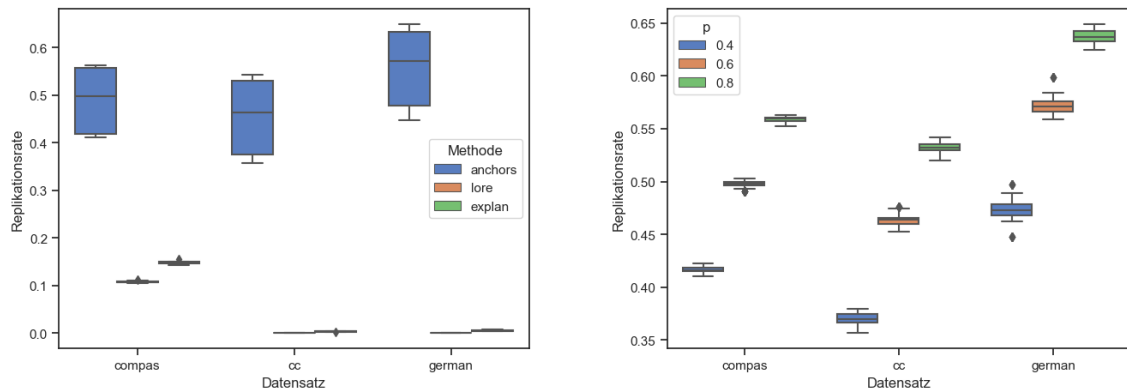 0.6
0.5
0.4
0.3
0.2
0.1
0.0
Replikationsrate
Methode
anchors
lore
explan
compas
cc
german
Datensatz
0.65
0.60
0.55
0.50
0.45
0.40
0.35
Replikationsrate
p
0.4
0.6
0.8
compas
cc
german
Datensatz